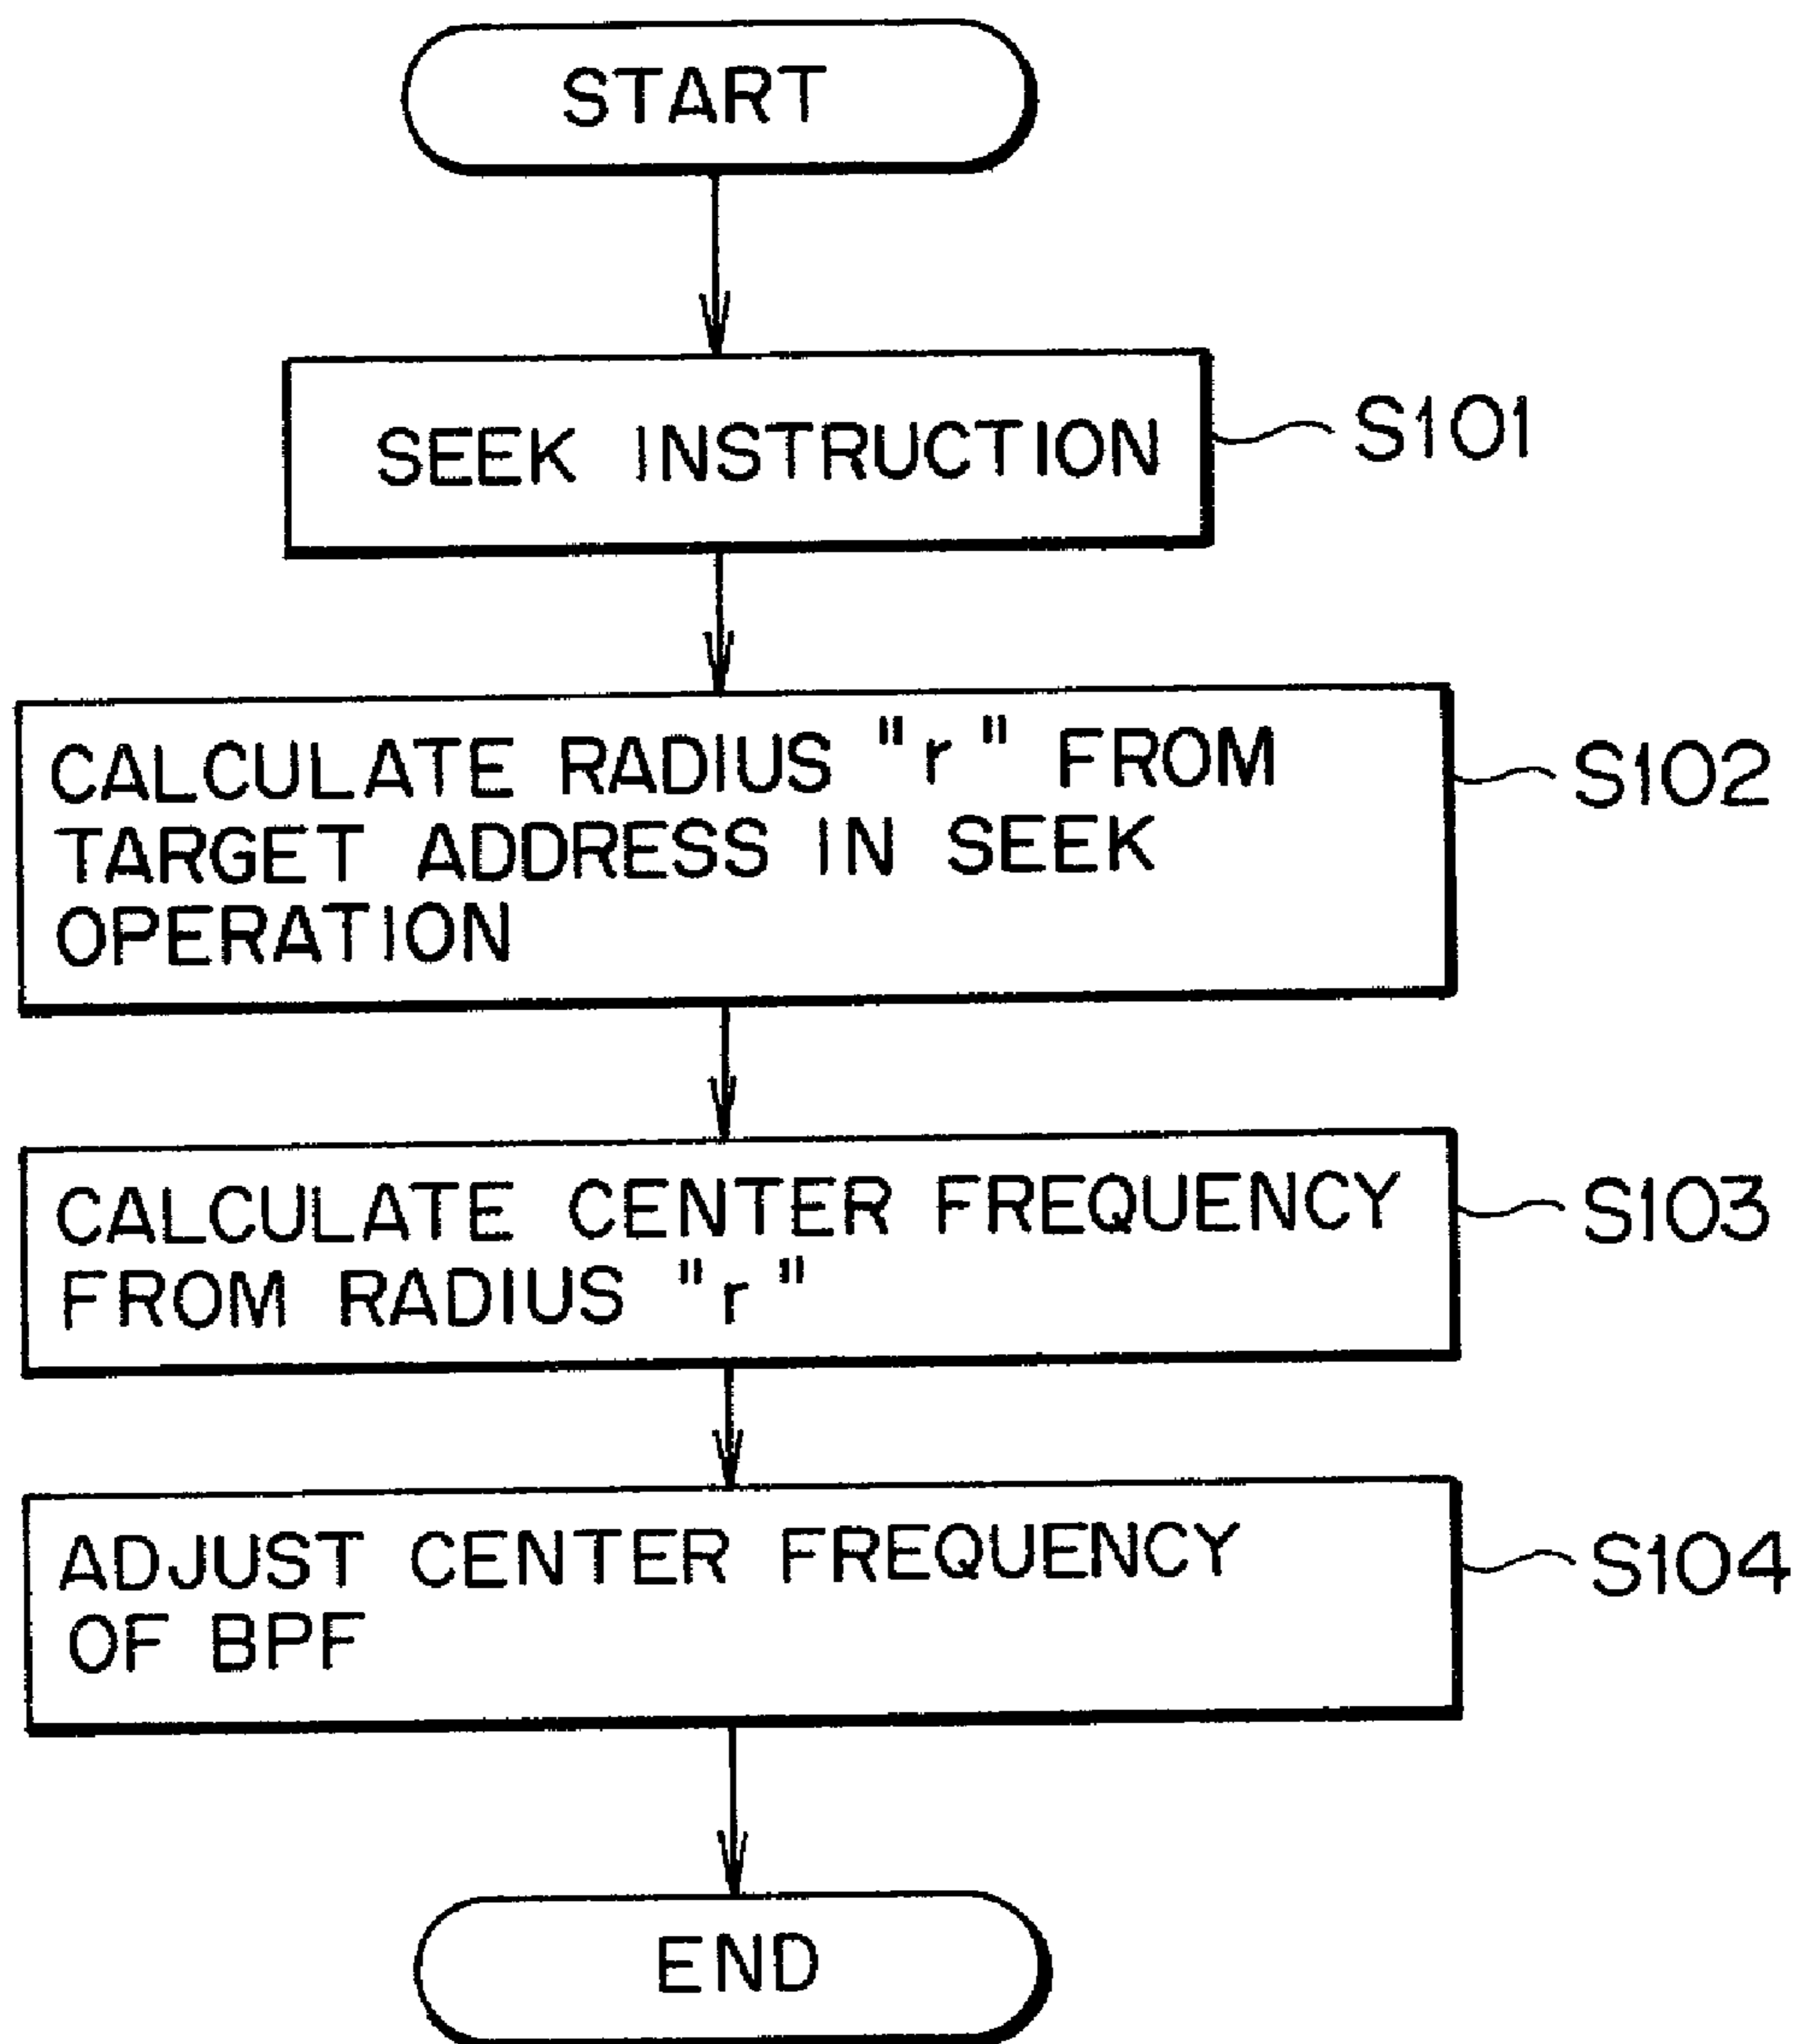 START
SEEK INSTRUCTION
S101
CALCULATE RADIUS "r" FROM
TARGET ADDRESS IN SEEK
OPERATION
S102
CALCULATE CENTER FREQUENCY
FROM RADIUS "r"
S103
ADJUST CENTER FREQUENCY
OF BPF
S104
END